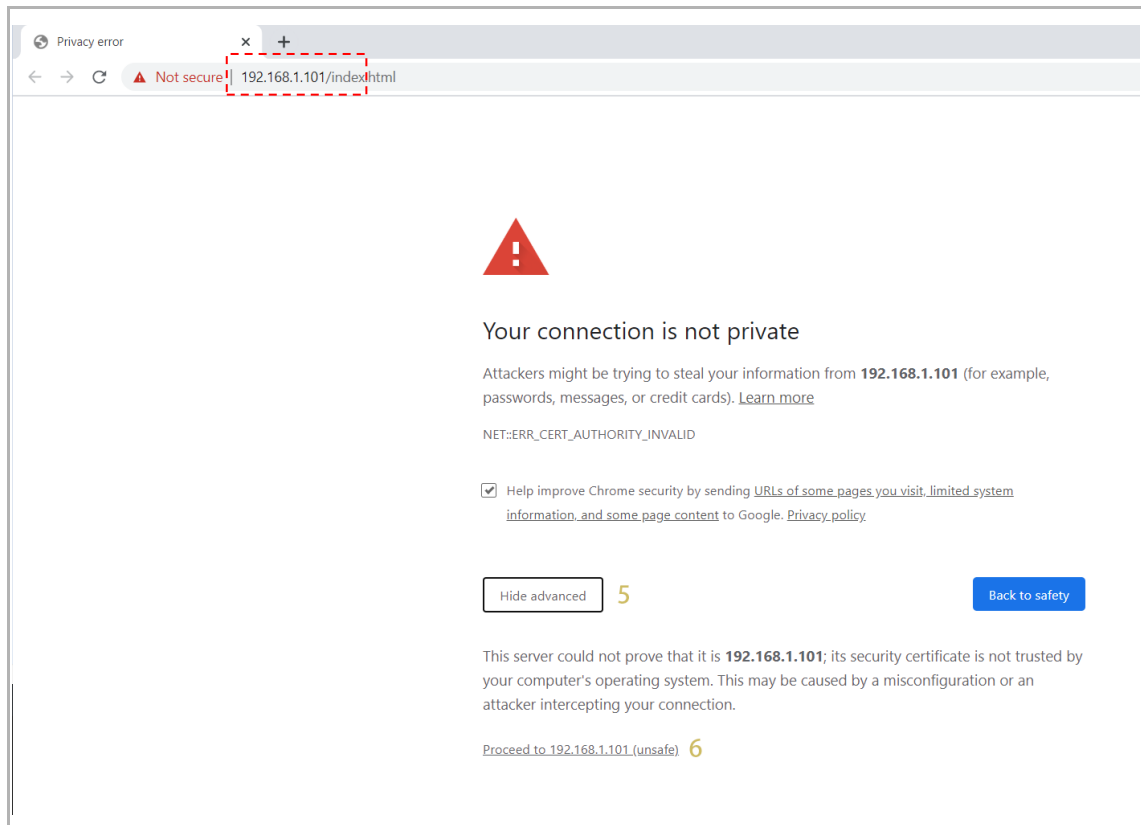 Privacy error
Not secure | 192.168.1.101/index.html
Your connection is not private
Attackers might be trying to steal your information from 192.168.1.101 (for example,
passwords, messages, or credit cards). Learn more
NET::ERR_CERT_AUTHORITY_INVALID
Help improve Chrome security by sending URLs of some pages you visit, limited system
information, and some page content to Google. Privacy policy
Hide advanced 5 Back to safety
This server could not prove that it is 192.168.1.101; its security certificate is not trusted by
your computer's operating system. This may be caused by a misconfiguration or an
attacker intercepting your connection.
Proceed to 192.168.1.101 (unsafe) 6